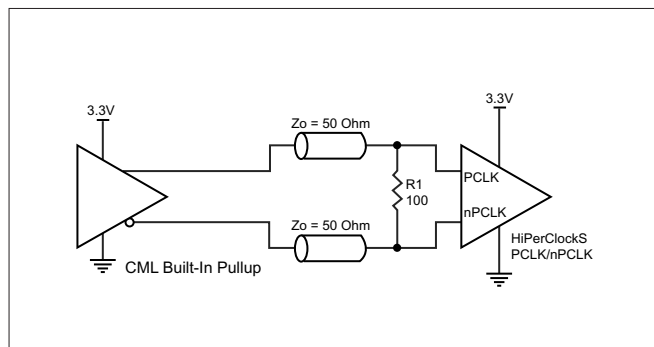 3.3V
3.3V
Zo = 50 Ohm
PCLK
R1
100
nPCLK
Zo = 50 Ohm
HiPerClockS
PCLK/nPCLK
CML Built-In Pullup